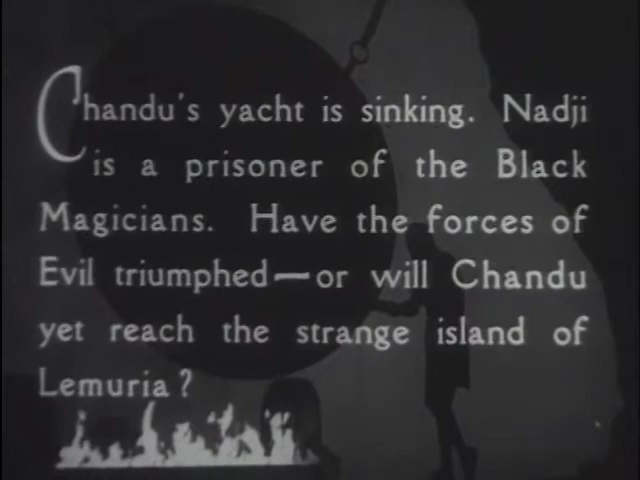 Chandu's yacht is sinking. Nadji
is a prisoner of the Black
Magicians. Have the forces of
Evil triumphed—or will Chandu
yet reach the strange island of
Lemuria?